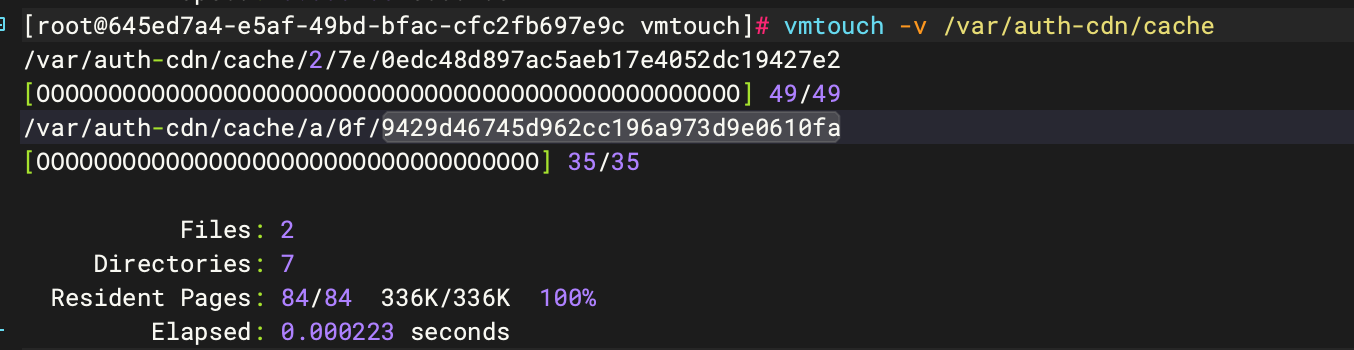 [root@645ed7a4-e5af-49bd-bfac-cfc2fb697e9c vmtouch]# vmtouch -v /var/auth-cdn/cache
/var/auth-cdn/cache/2/7e/0edc48d897ac5aeb17e4052dc19427e2
[OOOOOOOOOOOOOOOOOOOOOOOOOOOOOOOOOOOOOOOOOOOOOOOOO] 49/49
/var/auth-cdn/cache/a/0f/9429d46745d962cc196a973d9e0610fa
[OOOOOOOOOOOOOOOOOOOOOOOOOOOOOOOOOOO] 35/35
Files: 2
Directories: 7
Resident Pages: 84/84 336K/336K 100%
Elapsed: 0.000223 seconds